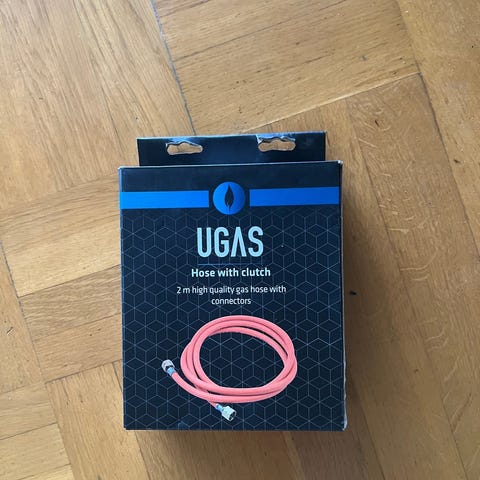 UGAS
Hose with clutch
2 m high quality gas hose with
connectors